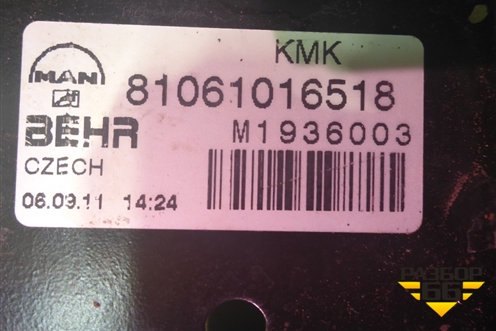 KMK
MAN 81061016518
BEHR M1936003
CZECH
06.09.11 14:24
РАЗБОР
66